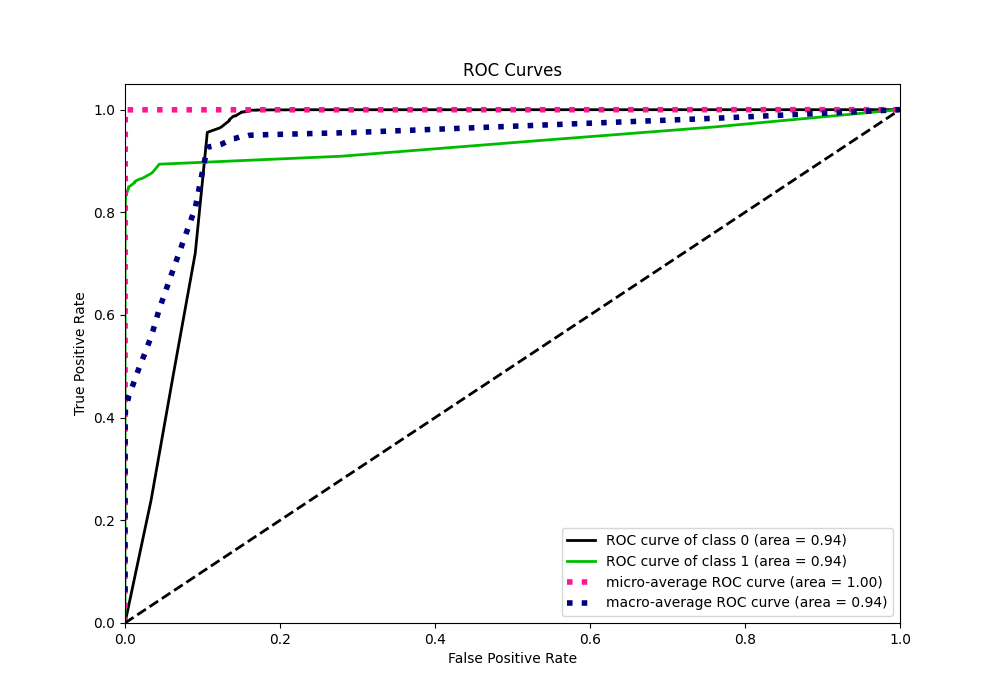 ROC Curves
True Positive Rate
1.0
0.8
0.6
0.4
0.2
0.0
0.0 0.2 0.4 0.6 0.8 1.0
False Positive Rate
ROC curve of class 0 (area = 0.94)
ROC curve of class 1 (area = 0.94)
micro-average ROC curve (area = 1.00)
macro-average ROC curve (area = 0.94)